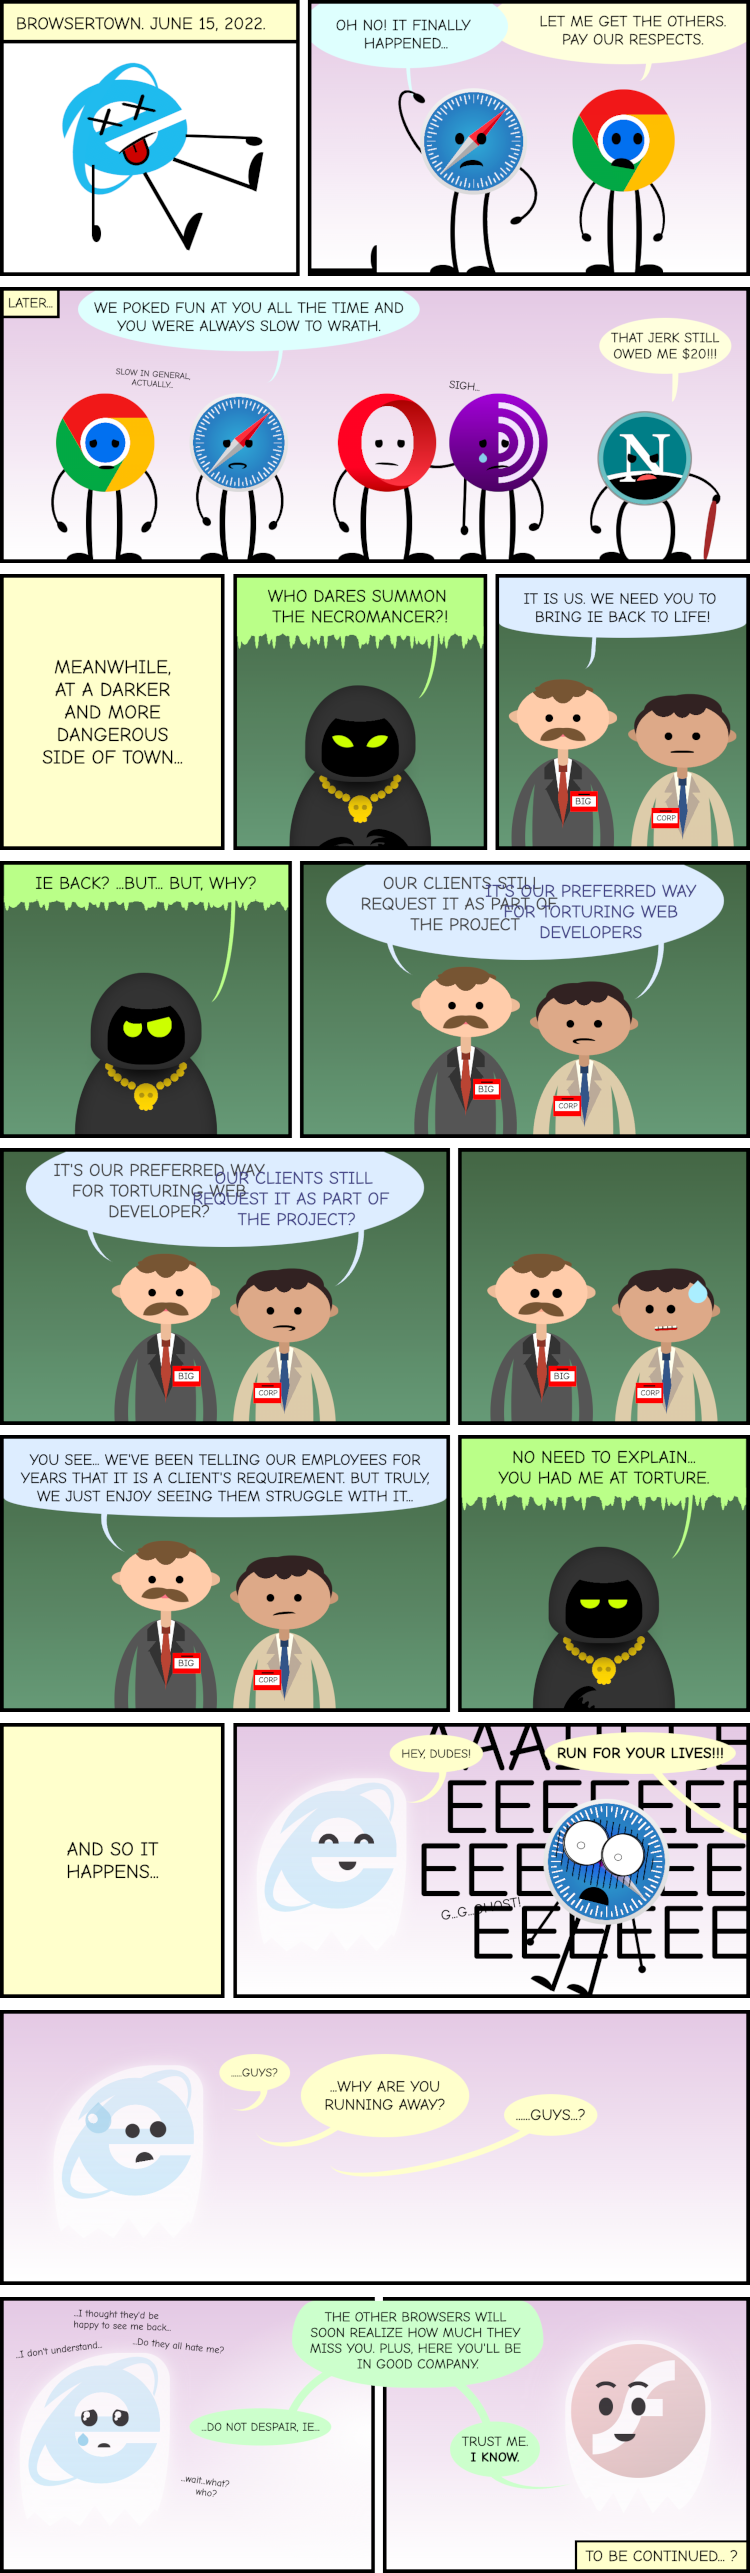 BROWSERTOWN. JUNE 15, 2022.
OH NO! IT FINALLY
HAPPENED...
LET ME GET THE OTHERS.
PAY OUR RESPECTS.
LATER...
WE POKED FUN AT YOU ALL THE TIME AND
YOU WERE ALWAYS SLOW TO WRATH.
SLOW IN GENERAL,
ACTUALLY...
SIGH...
THAT JERK STILL
OWED ME $20!!!
N
MEANWHILE,
AT A DARKER
AND MORE
DANGEROUS
SIDE OF TOWN...
WHO DARES SUMMON
THE NECROMANCER?!
IT IS US. WE NEED YOU TO
BRING IE BACK TO LIFE!
BIG
CORP
IE BACK? ...BUT... BUT, WHY?
OUR CLIENTS STILL
REQUEST IT AS PART OF
THE PROJECT
IT'S OUR PREFERRED WAY
FOR TORTURING WEB
DEVELOPERS
BIG
CORP
IT'S OUR PREFERRED WAY
FOR TORTURING WEB
DEVELOPER?
OUR CLIENTS STILL
REQUEST IT AS PART OF
THE PROJECT?
BIG
CORP
BIG
CORP
YOU SEE... WE'VE BEEN TELLING OUR EMPLOYEES FOR
YEARS THAT IT IS A CLIENT'S REQUIREMENT. BUT TRULY,
WE JUST ENJOY SEEING THEM STRUGGLE WITH IT...
BIG
CORP
NO NEED TO EXPLAIN...
YOU HAD ME AT TORTURE.
AND SO IT
HAPPENS...
HEY, DUDES!
RUN FOR YOUR LIVES!!!
AA
EEEEEEE
EEEEEEE
EEEEEE
G...G...GHOST!
......GUYS?
...WHY ARE YOU
RUNNING AWAY?
......GUYS...?
...I thought they'd be
happy to see me back...
...I don't understand...
...Do they all hate me?
THE OTHER BROWSERS WILL
SOON REALIZE HOW MUCH THEY
MISS YOU. PLUS, HERE YOU'LL BE
IN GOOD COMPANY.
...DO NOT DESPAIR, IE...
TRUST ME.
I KNOW.
...wait...what?
who?
TO BE CONTINUED... ?